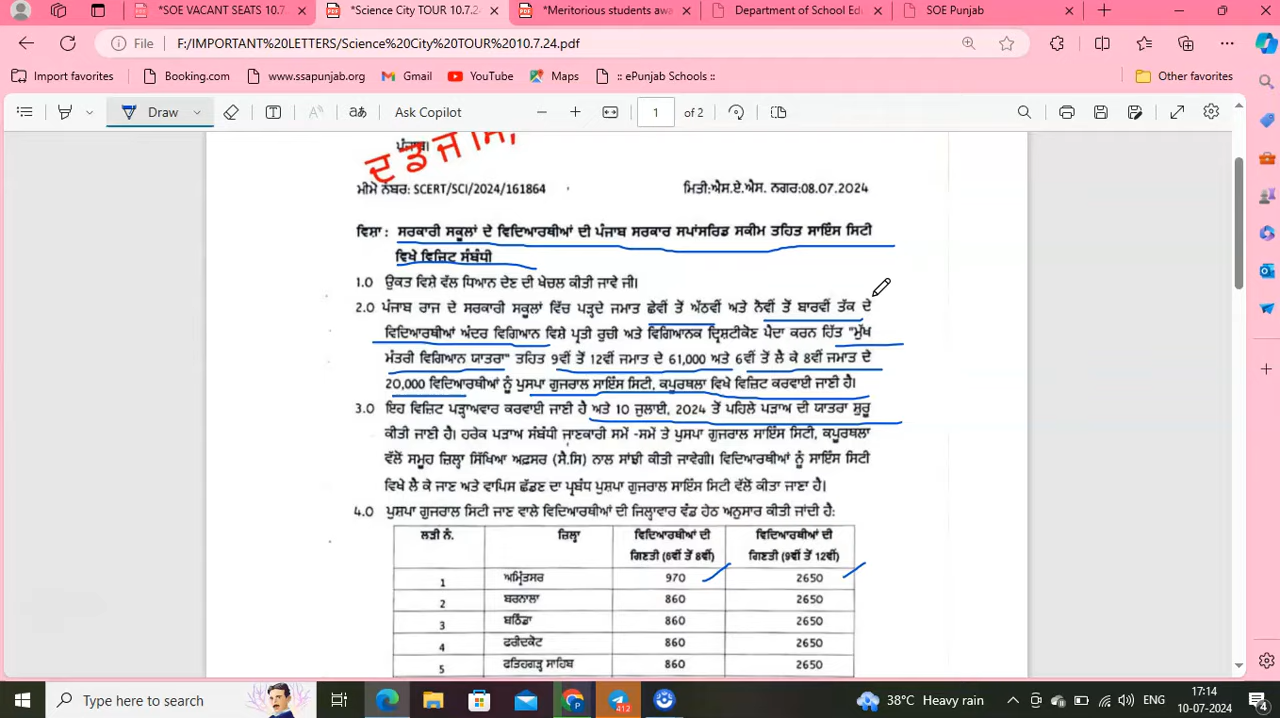 *SOE VACANT SEATS 10.7.
*Science City TOUR 10.7.24.
*Meritorious students awa
Department of School Edu
SOE Punjab
File
F:/IMPORTANT%20LETTERS/Science%20City%20TOUR%2010.7.24.pdf
Import favorites
Booking.com
www.ssapunjab.org
Gmail
YouTube
Maps
:: ePunjab Schools ::
Other favorites
Draw
Ask Copilot
1 of 2
ਪੰਜਾਬ।
ਮੀਮੋ ਨੰਬਰ: SCERT/SCI/2024/161864 ਮਿਤੀ:ਐਸ.ਏ.ਐਸ. ਨਗਰ:08.07.2024
ਵਿਸ਼ਾ: ਸਰਕਾਰੀ ਸਕੂਲਾਂ ਦੇ ਵਿਦਿਆਰਥੀਆਂ ਦੀ ਪੰਜਾਬ ਸਰਕਾਰ ਸਪਾਂਸਰਿਡ ਸਕੀਮ ਤਹਿਤ ਸਾਇੰਸ ਸਿਟੀ
ਵਿਖੇ ਵਿਜ਼ਿਟ ਸੰਬੰਧੀ
1.0 ਉਕਤ ਵਿਸ਼ੇ ਵੱਲ ਧਿਆਨ ਦੇਣ ਦੀ ਖੇਚਲ ਕੀਤੀ ਜਾਵੇ ਜੀ।
2.0 ਪੰਜਾਬ ਰਾਜ ਦੇ ਸਰਕਾਰੀ ਸਕੂਲਾਂ ਵਿੱਚ ਪੜ੍ਹਦੇ ਜਮਾਤ ਛੇਵੀਂ ਤੋਂ ਅੱਠਵੀਂ ਅਤੇ ਨੌਵੀਂ ਤੋਂ ਬਾਰਵੀਂ ਤੱਕ ਦੇ
ਵਿਦਿਆਰਥੀਆਂ ਅੰਦਰ ਵਿਗਿਆਨ ਵਿਸ਼ੇ ਪ੍ਰਤੀ ਰੁਚੀ ਅਤੇ ਵਿਗਿਆਨਕ ਦ੍ਰਿਸ਼ਟੀਕੋਣ ਪੈਦਾ ਕਰਨ ਹਿੱਤ "ਮੁੱਖ
ਮੰਤਰੀ ਵਿਗਿਆਨ ਯਾਤਰਾ" ਤਹਿਤ 9ਵੀਂ ਤੋਂ 12ਵੀਂ ਜਮਾਤ ਦੇ 61,000 ਅਤੇ 6ਵੀਂ ਤੋਂ ਲੈ ਕੇ 8ਵੀਂ ਜਮਾਤ ਦੇ
20,000 ਵਿਦਿਆਰਥੀਆਂ ਨੂੰ ਪੁਸ਼ਪਾ ਗੁਜਰਾਲ ਸਾਇੰਸ ਸਿਟੀ, ਕਪੂਰਥਲਾ ਵਿਖੇ ਵਿਜ਼ਿਟ ਕਰਵਾਈ ਜਾਣੀ ਹੈ।
3.0 ਇਹ ਵਿਜ਼ਿਟ ਪੜ੍ਹਾਅਵਾਰ ਕਰਵਾਈ ਜਾਣੀ ਹੈ ਅਤੇ 10 ਜੁਲਾਈ, 2024 ਤੋਂ ਪਹਿਲੇ ਪੜਾਅ ਦੀ ਯਾਤਰਾ ਸ਼ੁਰੂ
ਕੀਤੀ ਜਾਣੀ ਹੈ। ਹਰੇਕ ਪੜਾਅ ਸੰਬੰਧੀ ਜਾਣਕਾਰੀ ਸਮੇਂ -ਸਮੇਂ ਤੇ ਪੁਸਪਾ ਗੁਜਰਾਲ ਸਾਇੰਸ ਸਿਟੀ, ਕਪੂਰਥਲਾ
ਵੱਲੋਂ ਸਮੂਹ ਜ਼ਿਲ੍ਹਾ ਸਿੱਖਿਆ ਅਫ਼ਸਰ (ਸੈ.ਸਿ) ਨਾਲ ਸਾਂਝੀ ਕੀਤੀ ਜਾਵੇਗੀ। ਵਿਦਿਆਰਥੀਆਂ ਨੂੰ ਸਾਇੰਸ ਸਿਟੀ
ਵਿਖੇ ਲੈ ਕੇ ਜਾਣ ਅਤੇ ਵਾਪਿਸ ਛੱਡਣ ਦਾ ਪ੍ਰਬੰਧ ਪੁਸ਼ਪਾ ਗੁਜਰਾਲ ਸਾਇੰਸ ਸਿਟੀ ਵੱਲੋਂ ਕੀਤਾ ਜਾਣਾ ਹੈ।
4.0 ਪੁਸ਼ਪਾ ਗੁਜਰਾਲ ਸਿਟੀ ਜਾਣ ਵਾਲੇ ਵਿਦਿਆਰਥੀਆਂ ਦੀ ਜਿਲ੍ਹਾਵਾਰ ਵੰਡ ਹੇਠ ਅਨੁਸਾਰ ਕੀਤੀ ਜਾਂਦੀ ਹੈ:
ਲੜੀ ਨੰ. ਜ਼ਿਲ੍ਹਾ ਵਿਦਿਆਰਥੀਆਂ ਦੀ ਵਿਦਿਆਰਥੀਆਂ ਦੀ
ਗਿਣਤੀ (6ਵੀਂ ਤੋਂ 8ਵੀਂ) ਗਿਣਤੀ (9ਵੀਂ ਤੋਂ 12ਵੀਂ)
1 ਅਮ੍ਰਿੰਤਸਰ 970 2650
2 ਬਰਨਾਲਾ 860 2650
3 ਬਠਿੰਡਾ 860 2650
4 ਫਰੀਦਕੋਟ 860 2650
5 ਫਤਿਹਗੜ੍ਹ ਸਾਹਿਬ 860 2650
Type here to search
412
38°C Heavy rain
ENG
17:14
10-07-2024
4